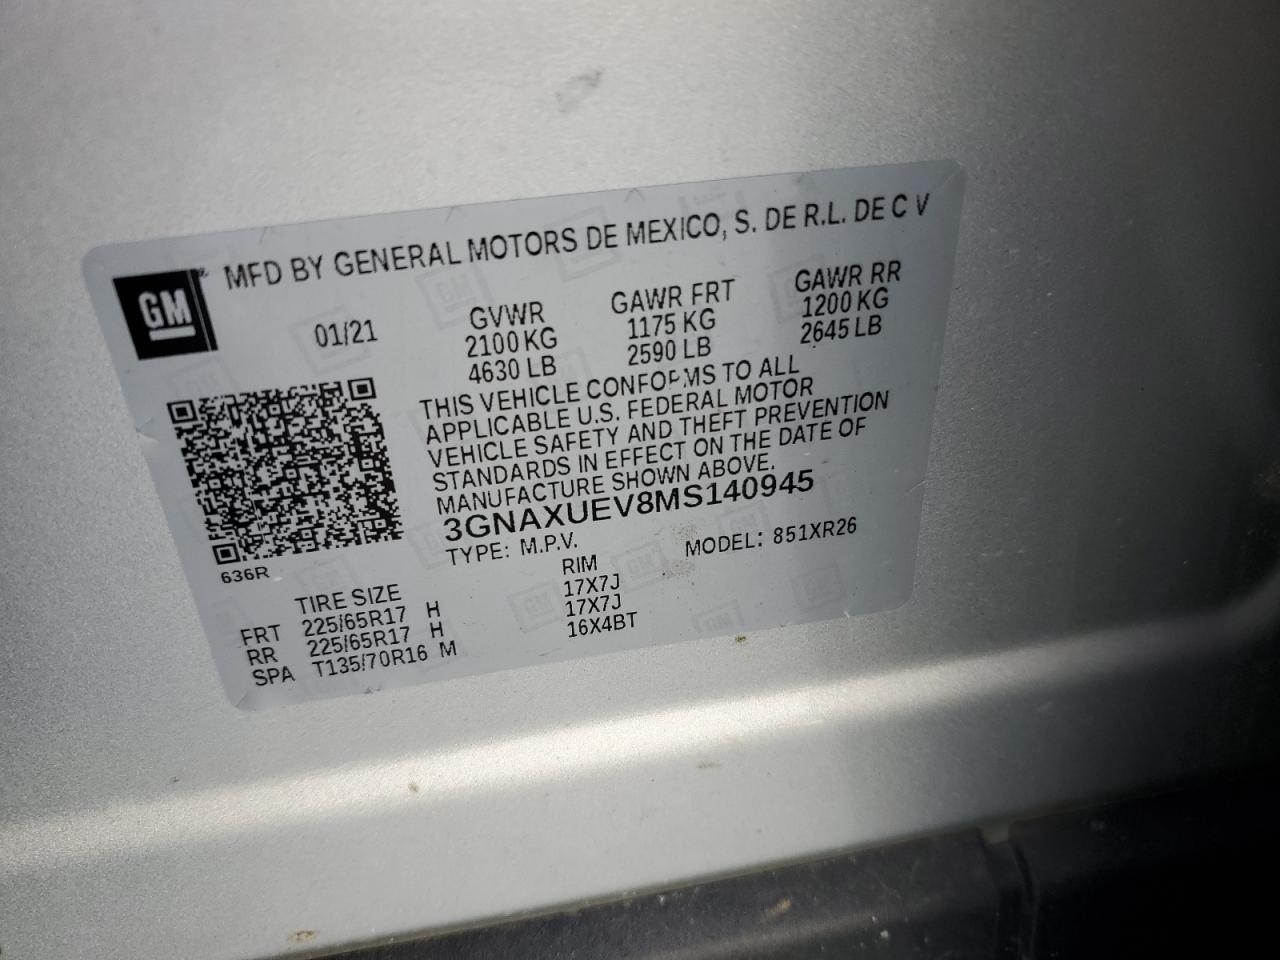 MFD BY GENERAL MOTORS DE MEXICO, S. DE R.L. DE C V
GM
01/21
GVWR GAWR FRT GAWR RR
2100 KG 1175 KG 1200 KG
4630 LB 2590 LB 2645 LB
THIS VEHICLE CONFORMS TO ALL
APPLICABLE U.S. FEDERAL MOTOR
VEHICLE SAFETY AND THEFT PREVENTION
STANDARDS IN EFFECT ON THE DATE OF
MANUFACTURE SHOWN ABOVE.
3GNAXUEV8MS140945
TYPE: M.P.V. MODEL: 851XR26
636R
TIRE SIZE RIM
FRT 225/65R17 H 17X7J
RR 225/65R17 H 17X7J
SPA T135/70R16 M 16X4BT